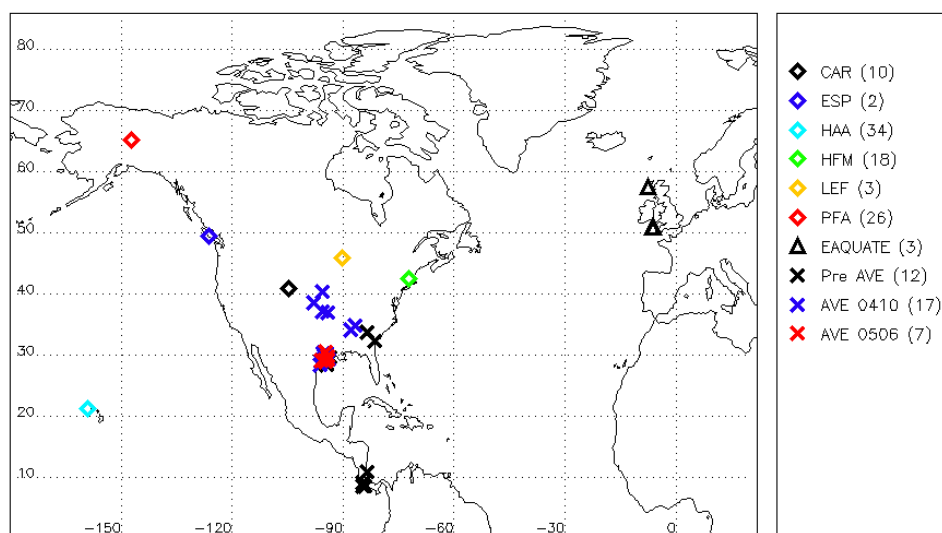 80
70
60
50
40
30
20
10
−150 −120 −90 −60 −30 0
CAR (10)
ESP (2)
HAA (34)
HFM (18)
LEF (3)
PFA (26)
EAQUATE (3)
Pre AVE (12)
AVE 0410 (17)
AVE 0506 (7)